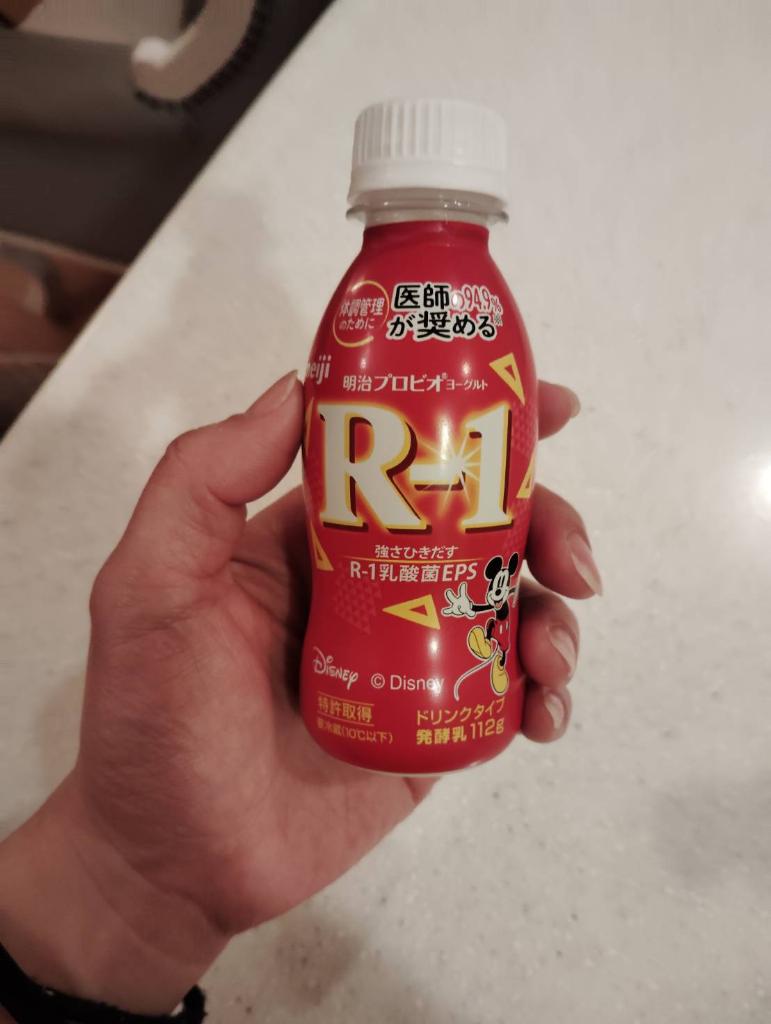 体調管理
のために
医師の94.9%
が奨める
meiji
明治プロビオ®ヨーグルト
R-1
強さひきだす
R-1乳酸菌EPS
Disney © Disney
特許取得
要冷蔵(10℃以下)
ドリンクタイプ
発酵乳 112g